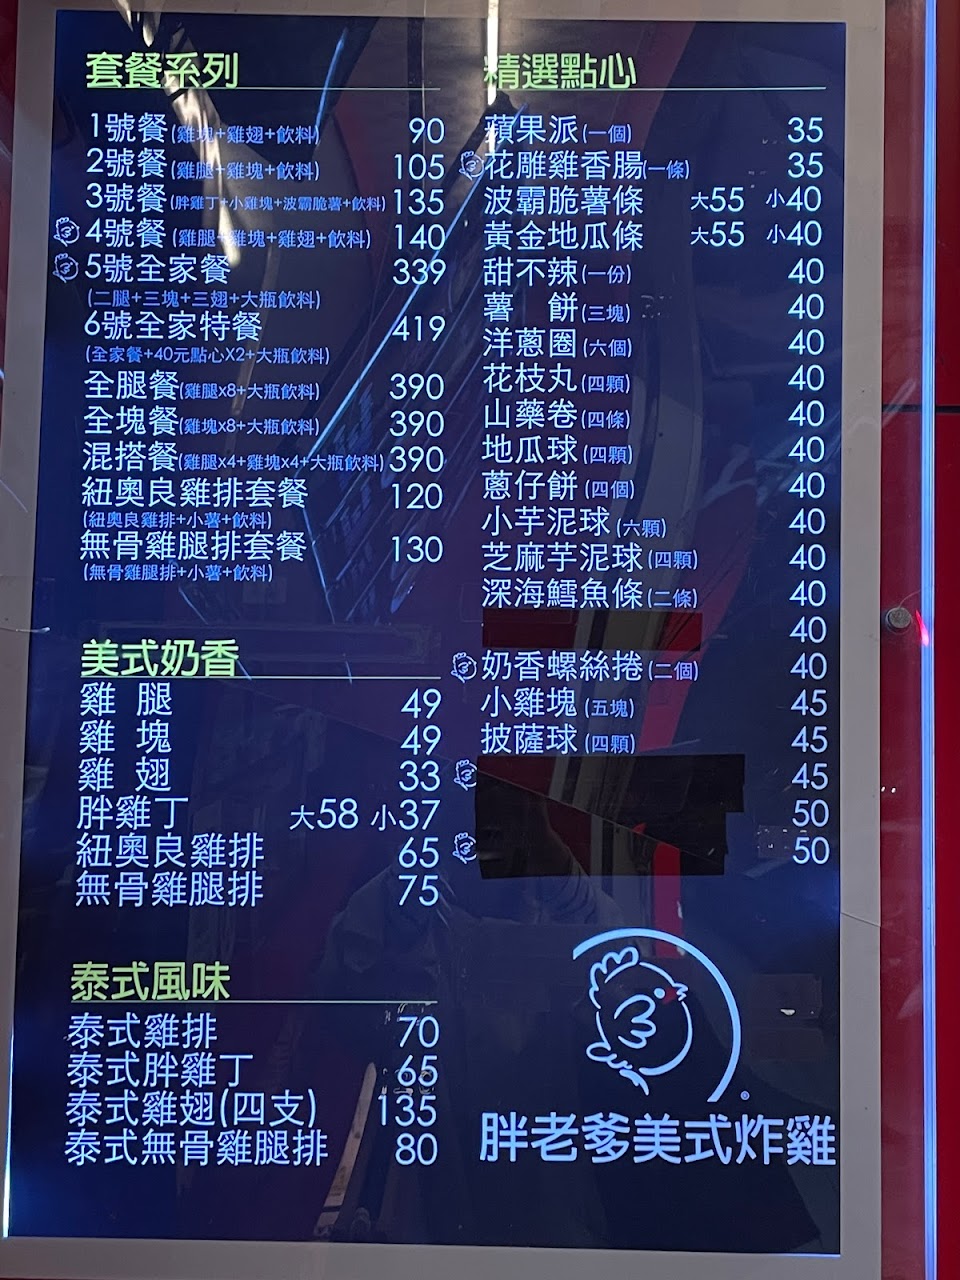 套餐系列
1號餐(雞塊+雞翅+飲料) 90
2號餐(雞腿+雞塊+飲料) 105
3號餐(胖雞丁+小雞塊+波霸脆薯+飲料) 135
4號餐(雞腿+雞塊+雞翅+飲料) 140
5號全家餐 339
(二腿+三塊+三翅+大瓶飲料)
6號全家特餐 419
(全家餐+40元點心X2+大瓶飲料)
全腿餐(雞腿x8+大瓶飲料) 390
全塊餐(雞塊x8+大瓶飲料) 390
混搭餐(雞腿x4+雞塊x4+大瓶飲料) 390
紐奧良雞排套餐 120
(紐奧良雞排+小薯+飲料)
無骨雞腿排套餐 130
(無骨雞腿排+小薯+飲料)
美式奶香
雞 腿 49
雞 塊 49
雞 翅 33
胖雞丁 大58 小37
紐奧良雞排 65
無骨雞腿排 75
泰式風味
泰式雞排 70
泰式胖雞丁 65
泰式雞翅(四支) 135
泰式無骨雞腿排 80
精選點心
蘋果派(一個) 35
花雕雞香腸(一條) 35
波霸脆薯條 大55 小40
黃金地瓜條 大55 小40
甜不辣(一份) 40
薯 餅(三塊) 40
洋蔥圈(六個) 40
花枝丸(四顆) 40
山藥卷(四條) 40
地瓜球(四顆) 40
蔥仔餅(四個) 40
小芋泥球(六顆) 40
芝麻芋泥球(四顆) 40
深海鱈魚條(二條) 40
40
奶香螺絲捲(二個) 40
小雞塊(五塊) 45
披薩球(四顆) 45
45
50
50
胖老爹美式炸雞